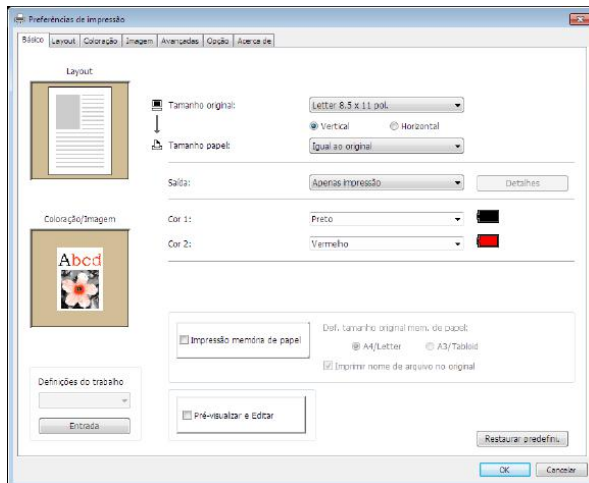 Preferências de impressão
Básico Layout Coloração Imagem Avançadas Opção Acerca de
Layout
Tamanho original: Letter 8.5 x 11 pol.
Vertical Horizontal
Tamanho papel: Igual ao original
Saída: Apenas impressão Detalhes
Coloração/Imagem
Cor 1: Preto
Cor 2: Vermelho
Abcd
Impressão memória de papel
Def. tamanho original mem. de papel:
A4/Letter A3/Tabloid
Imprimir nome de arquivo no original
Definições do trabalho
Entrada
Pré-visualizar e Editar
Restaurar predefini.
OK Cancelar